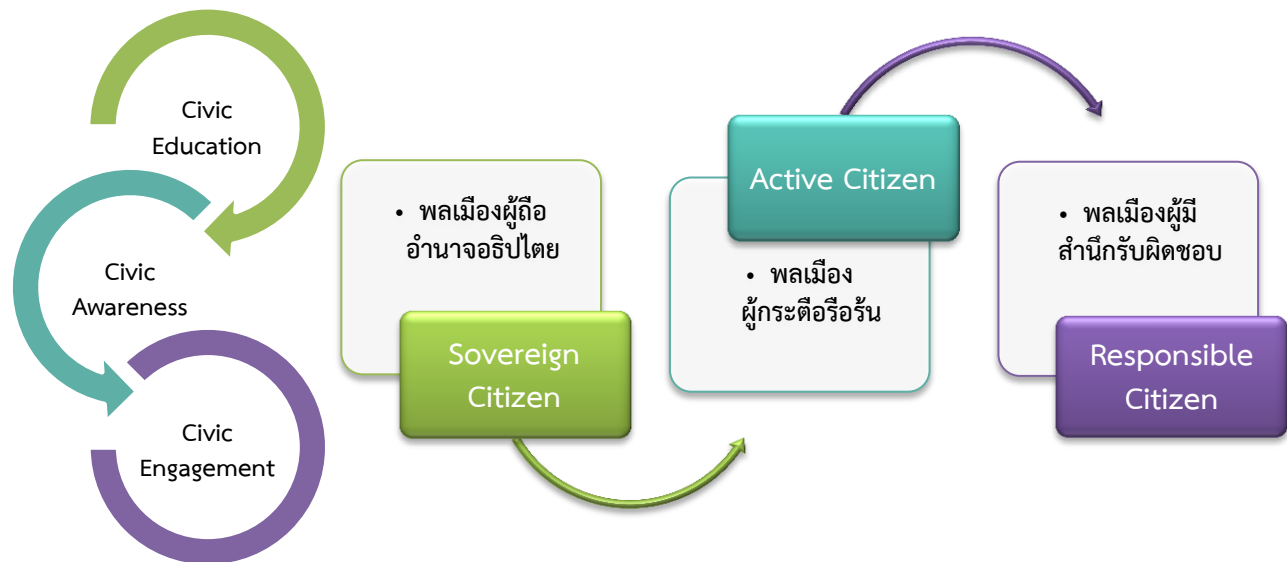 Civic
Education
Civic
Awareness
Civic
Engagement
• พลเมืองผู้ถือ
อำนาจอธิปไตย
Sovereign
Citizen
Active Citizen
• พลเมือง
ผู้กระตือรือร้น
• พลเมืองผู้มี
สำนึกรับผิดชอบ
Responsible
Citizen